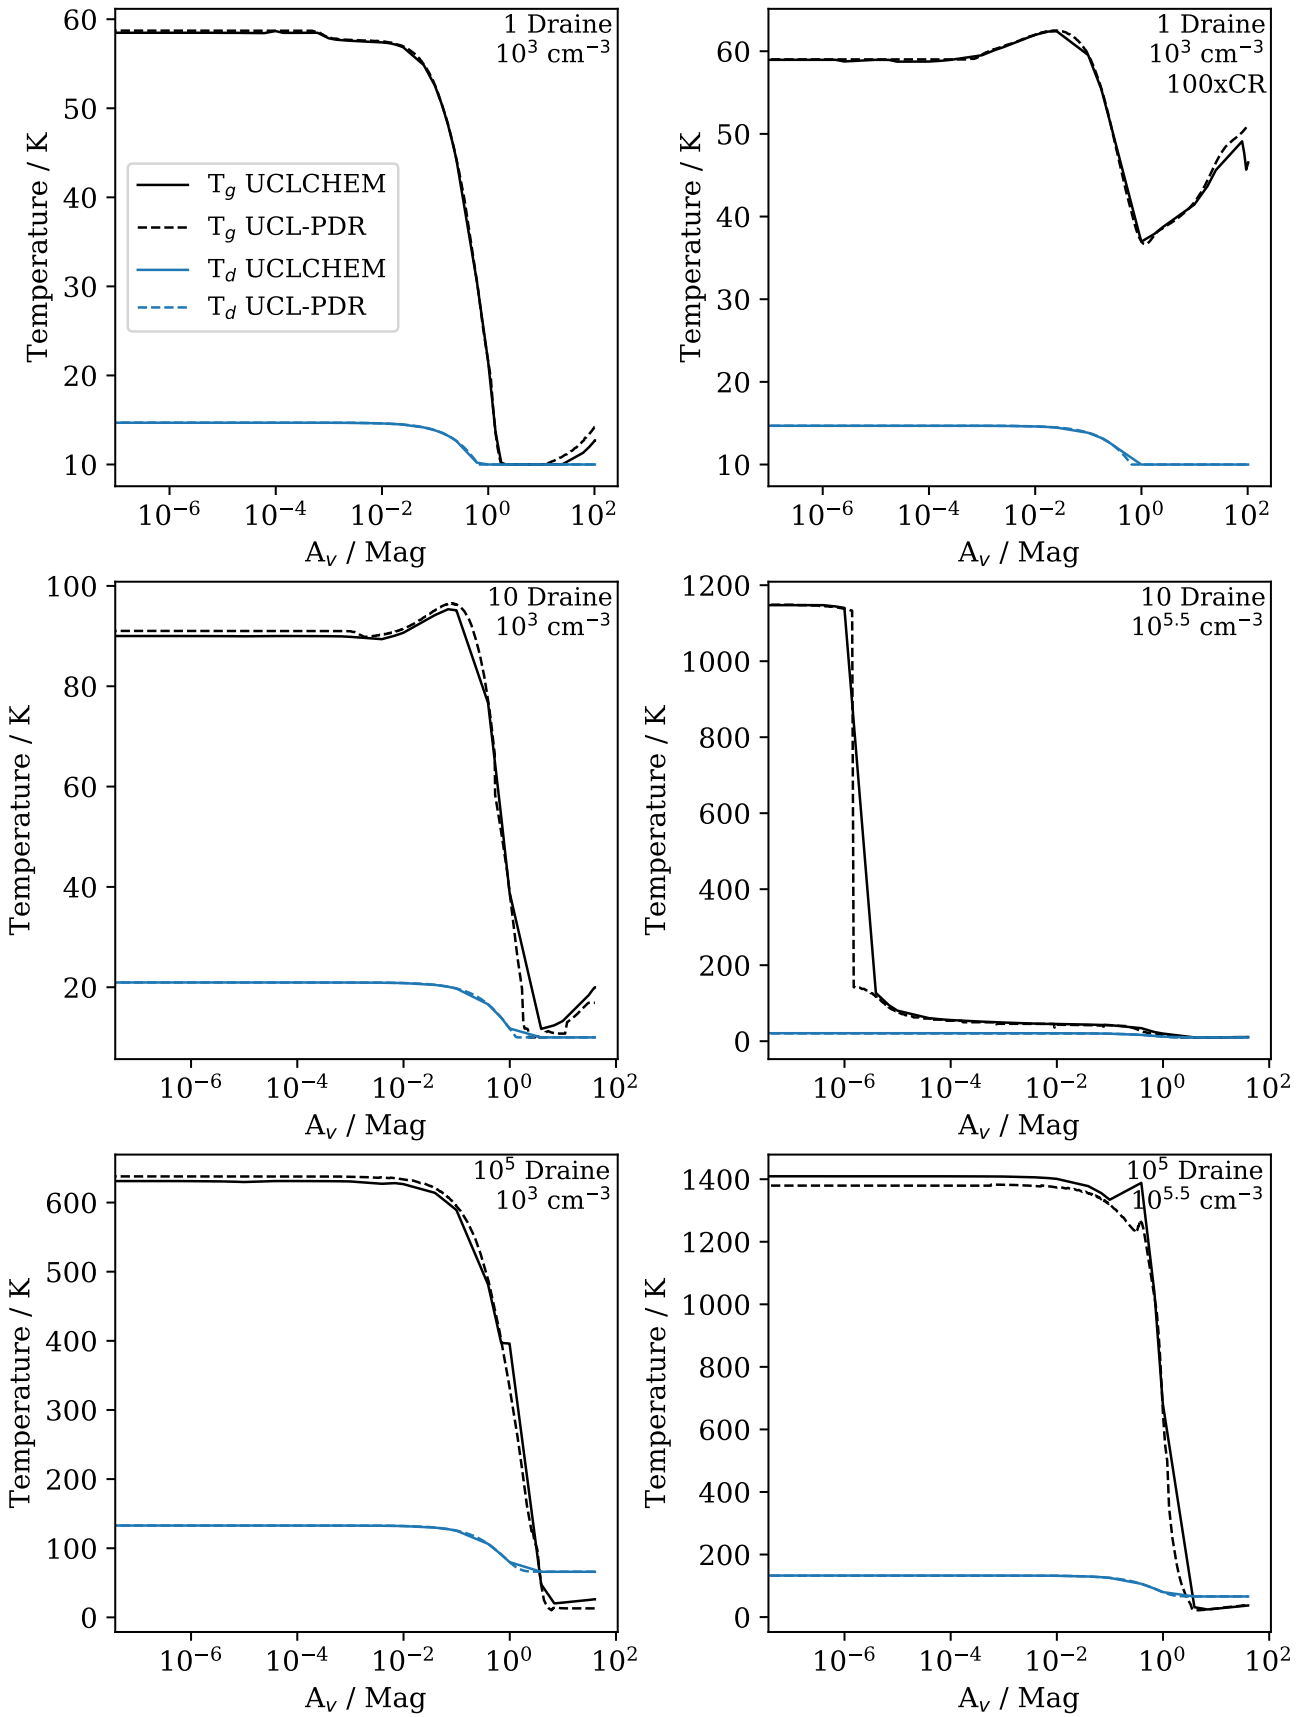 1 Draine
10³ cm⁻³
60
50
40
30
20
10
Temperature / K
T_g UCLCHEM
T_g UCL-PDR
T_d UCLCHEM
T_d UCL-PDR
10⁻⁶ 10⁻⁴ 10⁻² 10⁰ 10²
A_v / Mag
1 Draine
10³ cm⁻³
100xCR
60
50
40
30
20
10
Temperature / K
10⁻⁶ 10⁻⁴ 10⁻² 10⁰ 10²
A_v / Mag
10 Draine
10³ cm⁻³
100
80
60
40
20
Temperature / K
10⁻⁶ 10⁻⁴ 10⁻² 10⁰ 10²
A_v / Mag
10 Draine
10⁵·⁵ cm⁻³
1200
1000
800
600
400
200
0
Temperature / K
10⁻⁶ 10⁻⁴ 10⁻² 10⁰ 10²
A_v / Mag
10⁵ Draine
10³ cm⁻³
600
500
400
300
200
100
0
Temperature / K
10⁻⁶ 10⁻⁴ 10⁻² 10⁰ 10²
A_v / Mag
10⁵ Draine
10⁵·⁵ cm⁻³
1400
1200
1000
800
600
400
200
0
Temperature / K
10⁻⁶ 10⁻⁴ 10⁻² 10⁰ 10²
A_v / Mag